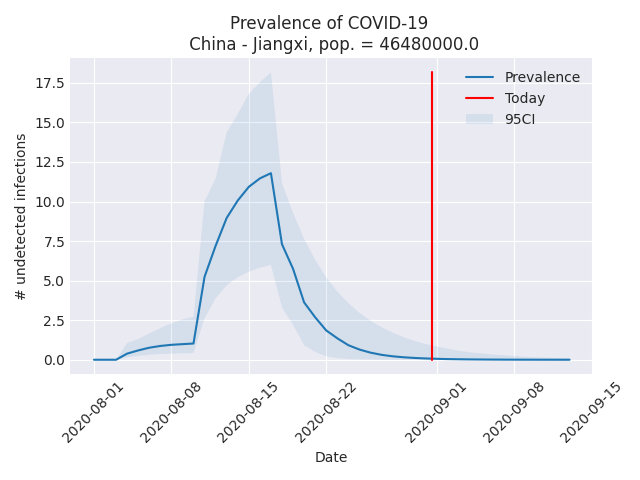 Prevalence of COVID-19
China - Jiangxi, pop. = 46480000.0
# undetected infections
17.5
15.0
12.5
10.0
7.5
5.0
2.5
0.0
Prevalence
Today
95CI
2020-08-01
2020-08-08
2020-08-15
2020-08-22
2020-09-01
2020-09-08
2020-09-15
Date